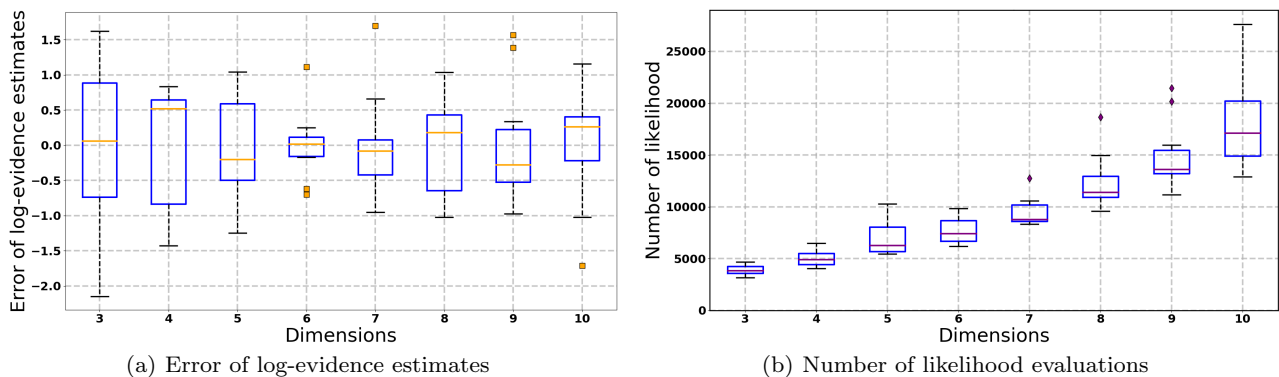 Error of log-evidence estimates
1.5
1.0
0.5
0.0
−0.5
−1.0
−1.5
−2.0
3 4 5 6 7 8 9 10
Dimensions
(a) Error of log-evidence estimates
Number of likelihood
25000
20000
15000
10000
5000
0
3 4 5 6 7 8 9 10
Dimensions
(b) Number of likelihood evaluations